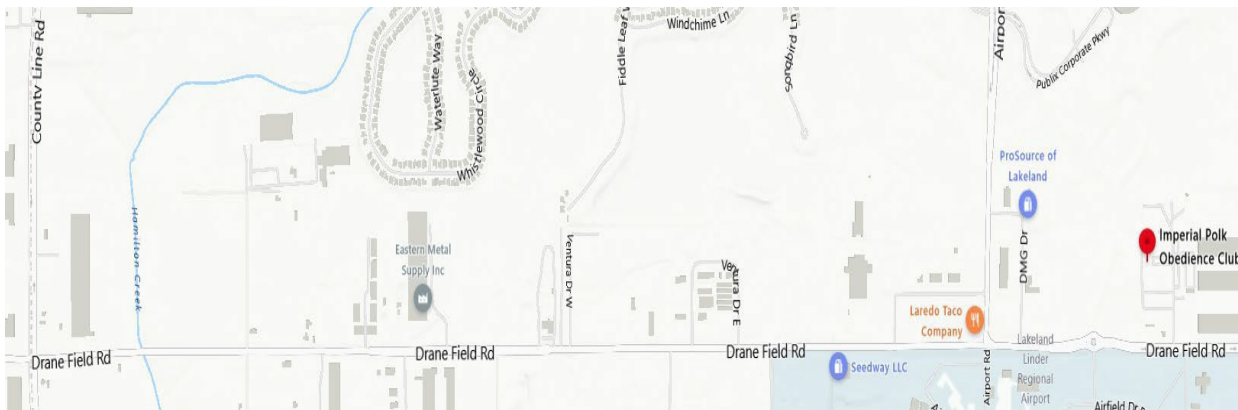 County Line Rd
Hamilton Creek
Waterlute Way
Whistlewood Circle
Fiddle Leaf
Windchime Ln
Songbird Ln
Airpor
Publix Corporate Pkwy
ProSource of
Lakeland
Imperial Polk
Obedience Club
DMG Dr
Eastern Metal
Supply Inc
Ventura Dr W
Ventura Dr E
Laredo Taco
Company
Drane Field Rd
Drane Field Rd
Drane Field Rd
Drane Field Rd
Seedway LLC
Airport Rd
Lakeland
Linder
Regional
Airport
Airfield Dr